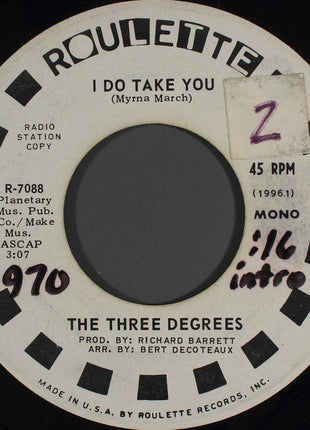 ROULETTE
I DO TAKE YOU
(Myrna March)
RADIO
STATION
COPY
2
R-7088
Planetary
Mus. Pub.
Co./Make
Mus.
ASCAP
3:07
970
45 RPM
(19961)
MONO
:16
intro
THE THREE DEGREES
PROD. BY: RICHARD BARRETT
ARR. BY: BERT DECOTEAUX
MADE IN U.S.A. BY ROULETTE RECORDS, INC.